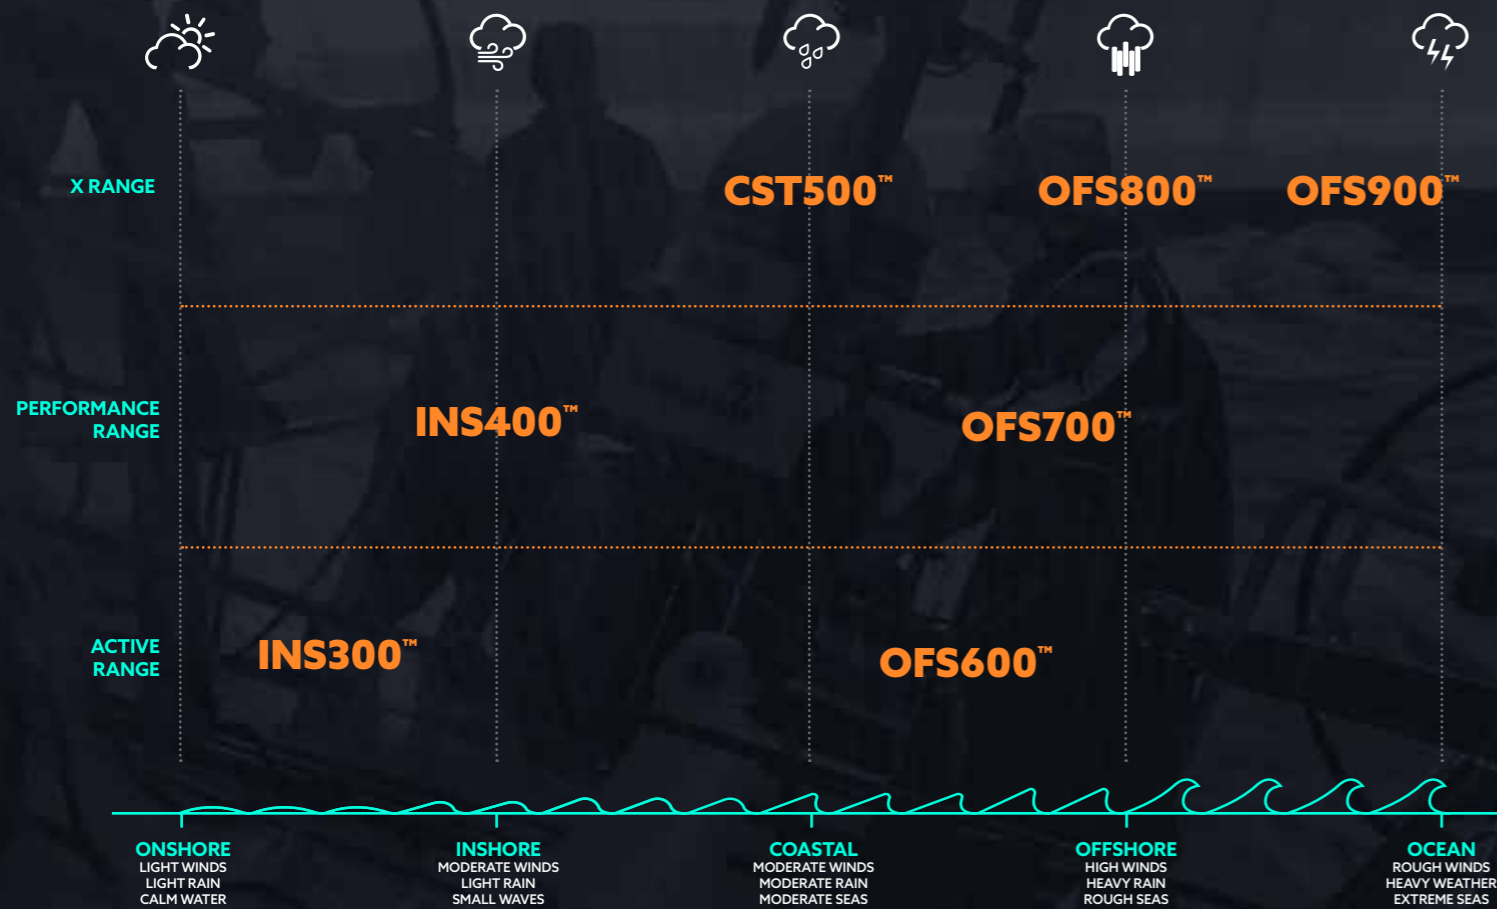 X RANGE
CST500™
OFS800™
OFS900™
PERFORMANCE
RANGE
INS400™
OFS700™
ACTIVE
RANGE
INS300™
OFS600™
ONSHORE
LIGHT WINDS
LIGHT RAIN
CALM WATER
INSHORE
MODERATE WINDS
LIGHT RAIN
SMALL WAVES
COASTAL
MODERATE WINDS
MODERATE RAIN
MODERATE SEAS
OFFSHORE
HIGH WINDS
HEAVY RAIN
ROUGH SEAS
OCEAN
ROUGH WINDS
HEAVY WEATHER
EXTREME SEAS